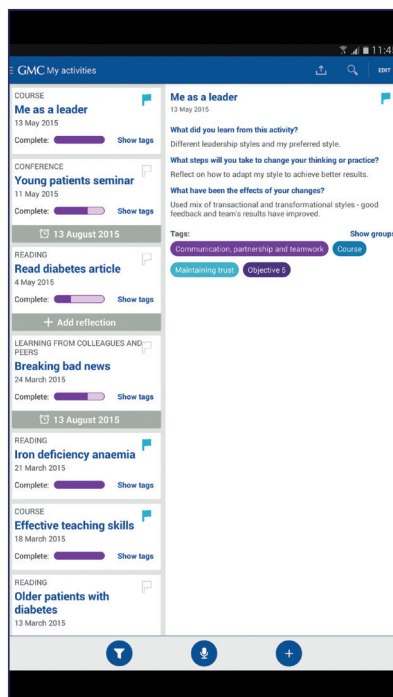 11:45
GMC My activities
EDIT
COURSE
Me as a leader
13 May 2015
Complete:
Show tags
CONFERENCE
Young patients seminar
11 May 2015
Complete:
Show tags
13 August 2015
READING
Read diabetes article
4 May 2015
Complete:
Show tags
+ Add reflection
LEARNING FROM COLLEAGUES AND
PEERS
Breaking bad news
24 March 2015
Complete:
Show tags
13 August 2015
READING
Iron deficiency anaemia
21 March 2015
Complete:
Show tags
COURSE
Effective teaching skills
18 March 2015
Complete:
Show tags
READING
Older patients with
diabetes
13 March 2015
Me as a leader
13 May 2015
What did you learn from this activity?
Different leadership styles and my preferred style.
What steps will you take to change your thinking or practice?
Reflect on how to adapt my style to achieve better results.
What have been the effects of your changes?
Used mix of transactional and transformational styles - good
feedback and team's results have improved.
Tags:
Show groups
Communication, partnership and teamwork
Course
Maintaining trust
Objective 5